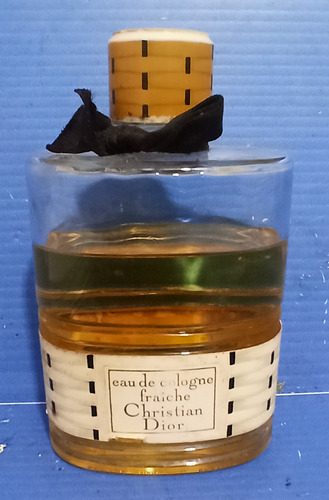 eau de cologne
fraiche
Christian
Dior